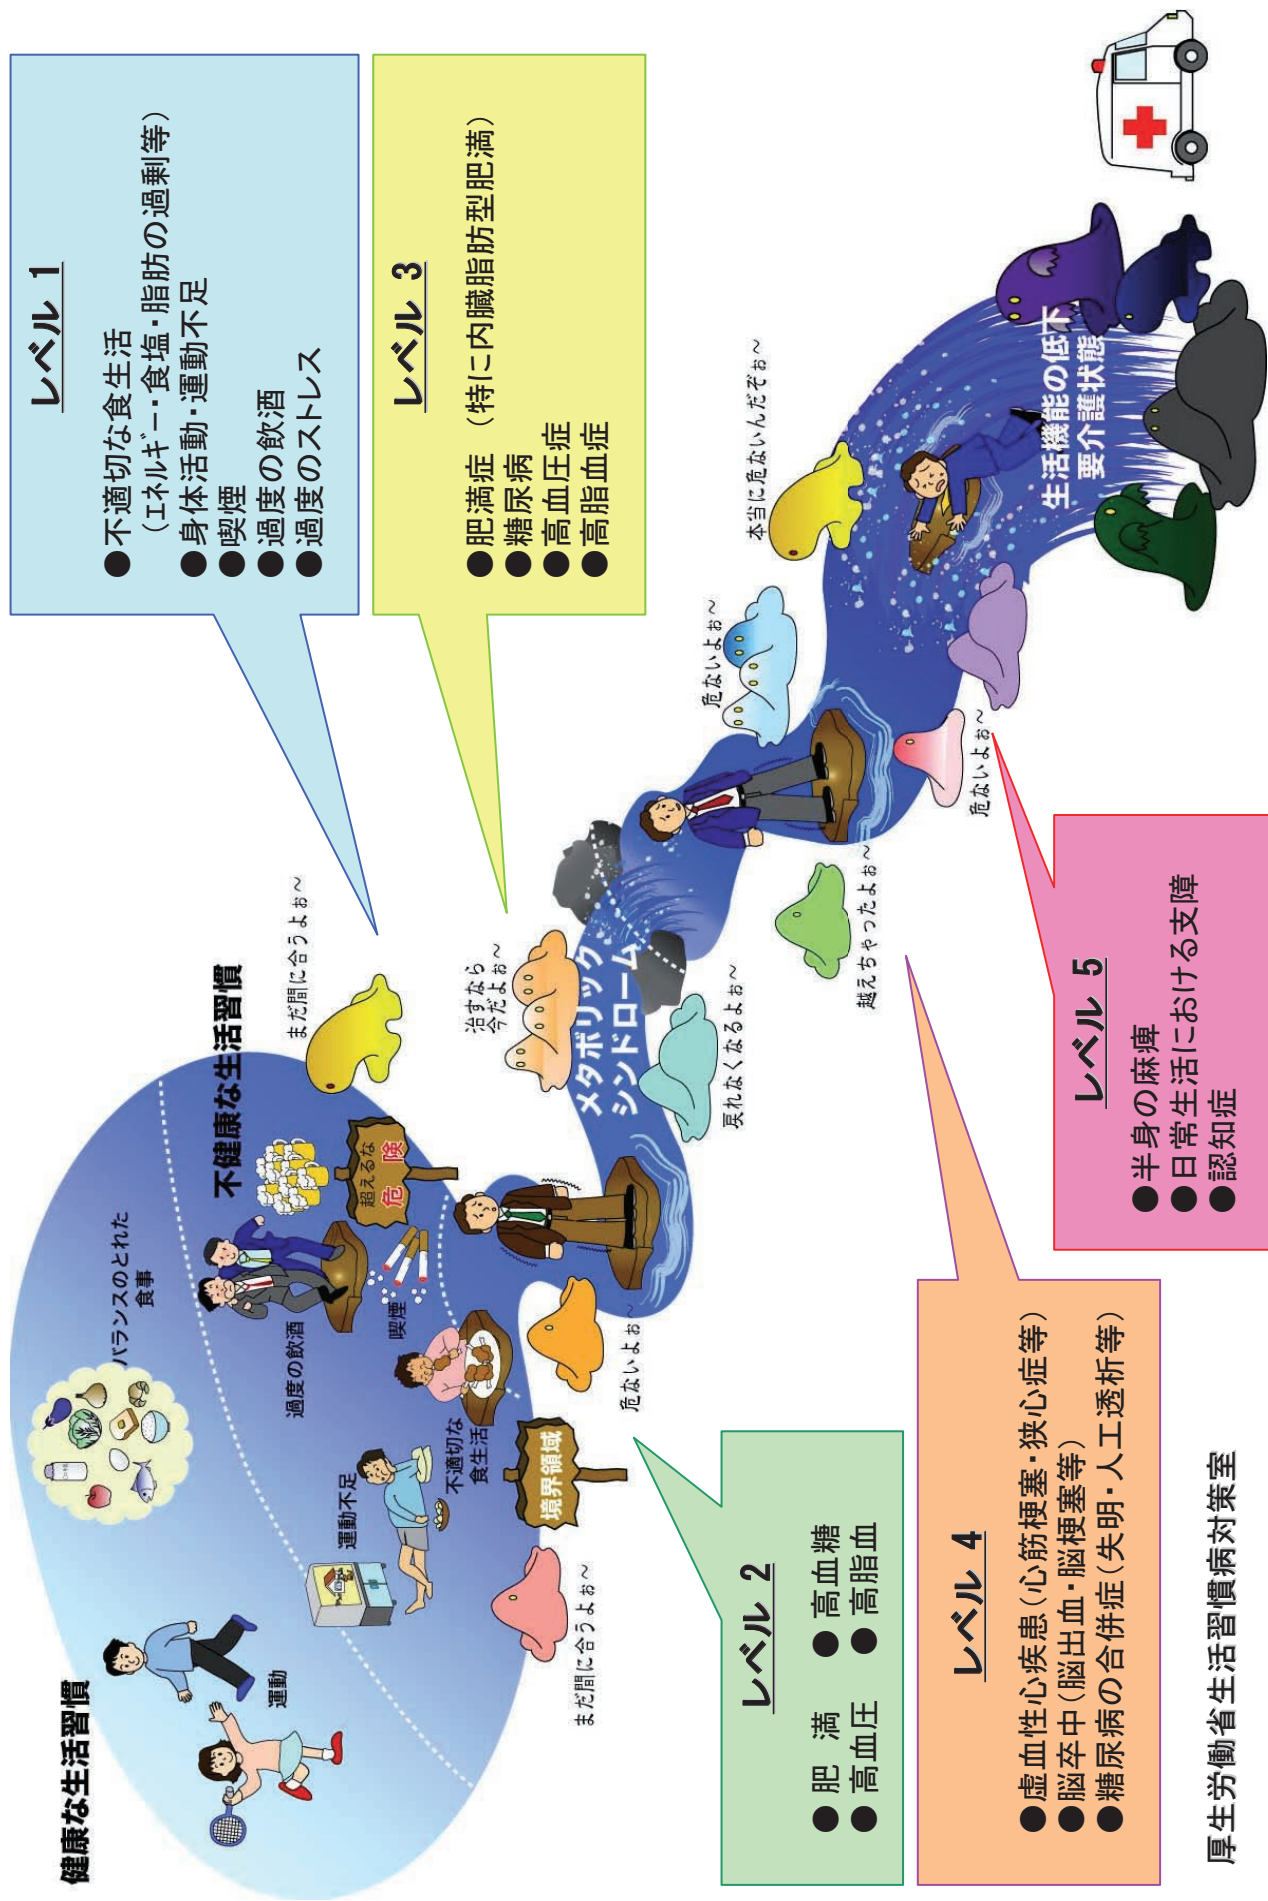 健康な生活習慣
運動
バランスのとれた
食事
不健康な生活習慣
運動不足
過度の飲酒
喫煙
不適切な
食生活
超えるな
危険
境界領域
まだ間に合うよぉ～
危ないよぉ～
まだ間に合うよぉ～
治すなら
今だよぉ～
メタボリック
シンドローム
戻れなくなるよぉ～
越えちゃったよぉ～
危ないよぉ～
危ないよぉ～
本当に危ないんだぞぉ～
生活機能の低下
要介護状態
レベル 1
●不適切な食生活
(エネルギー・食塩・脂肪の過剰等)
●身体活動・運動不足
●喫煙
●過度の飲酒
●過度のストレス
レベル 2
●肥 満 ●高血糖
●高血圧 ●高脂血
レベル 3
●肥満症 (特に内臓脂肪型肥満)
●糖尿病
●高血圧症
●高脂血症
レベル 4
●虚血性心疾患(心筋梗塞・狭心症等)
●脳卒中(脳出血・脳梗塞等)
●糖尿病の合併症(失明・人工透析等)
レベル 5
●半身の麻痺
●日常生活における支障
●認知症
厚生労働省生活習慣病対策室